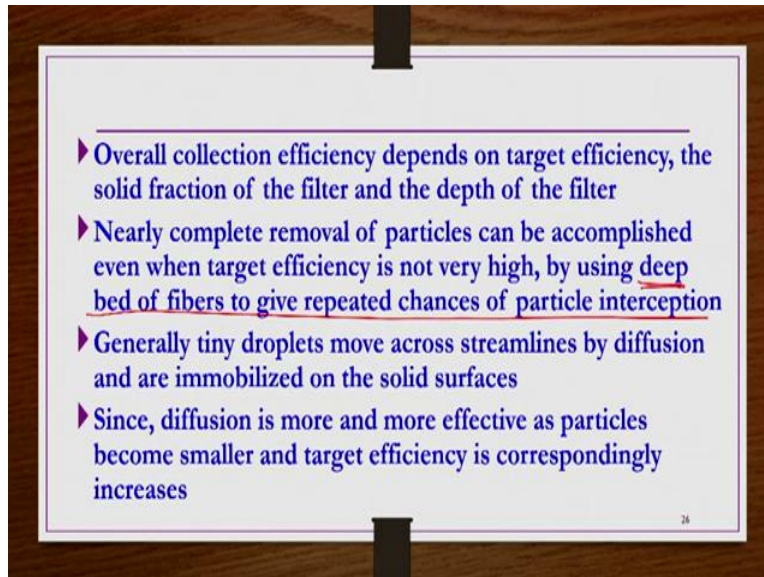 Overall collection efficiency depends on target efficiency, the
solid fraction of the filter and the depth of the filter
Nearly complete removal of particles can be accomplished
even when target efficiency is not very high, by using deep
bed of fibers to give repeated chances of particle interception
Generally tiny droplets move across streamlines by diffusion
and are immobilized on the solid surfaces
Since, diffusion is more and more effective as particles
become smaller and target efficiency is correspondingly
increases
26